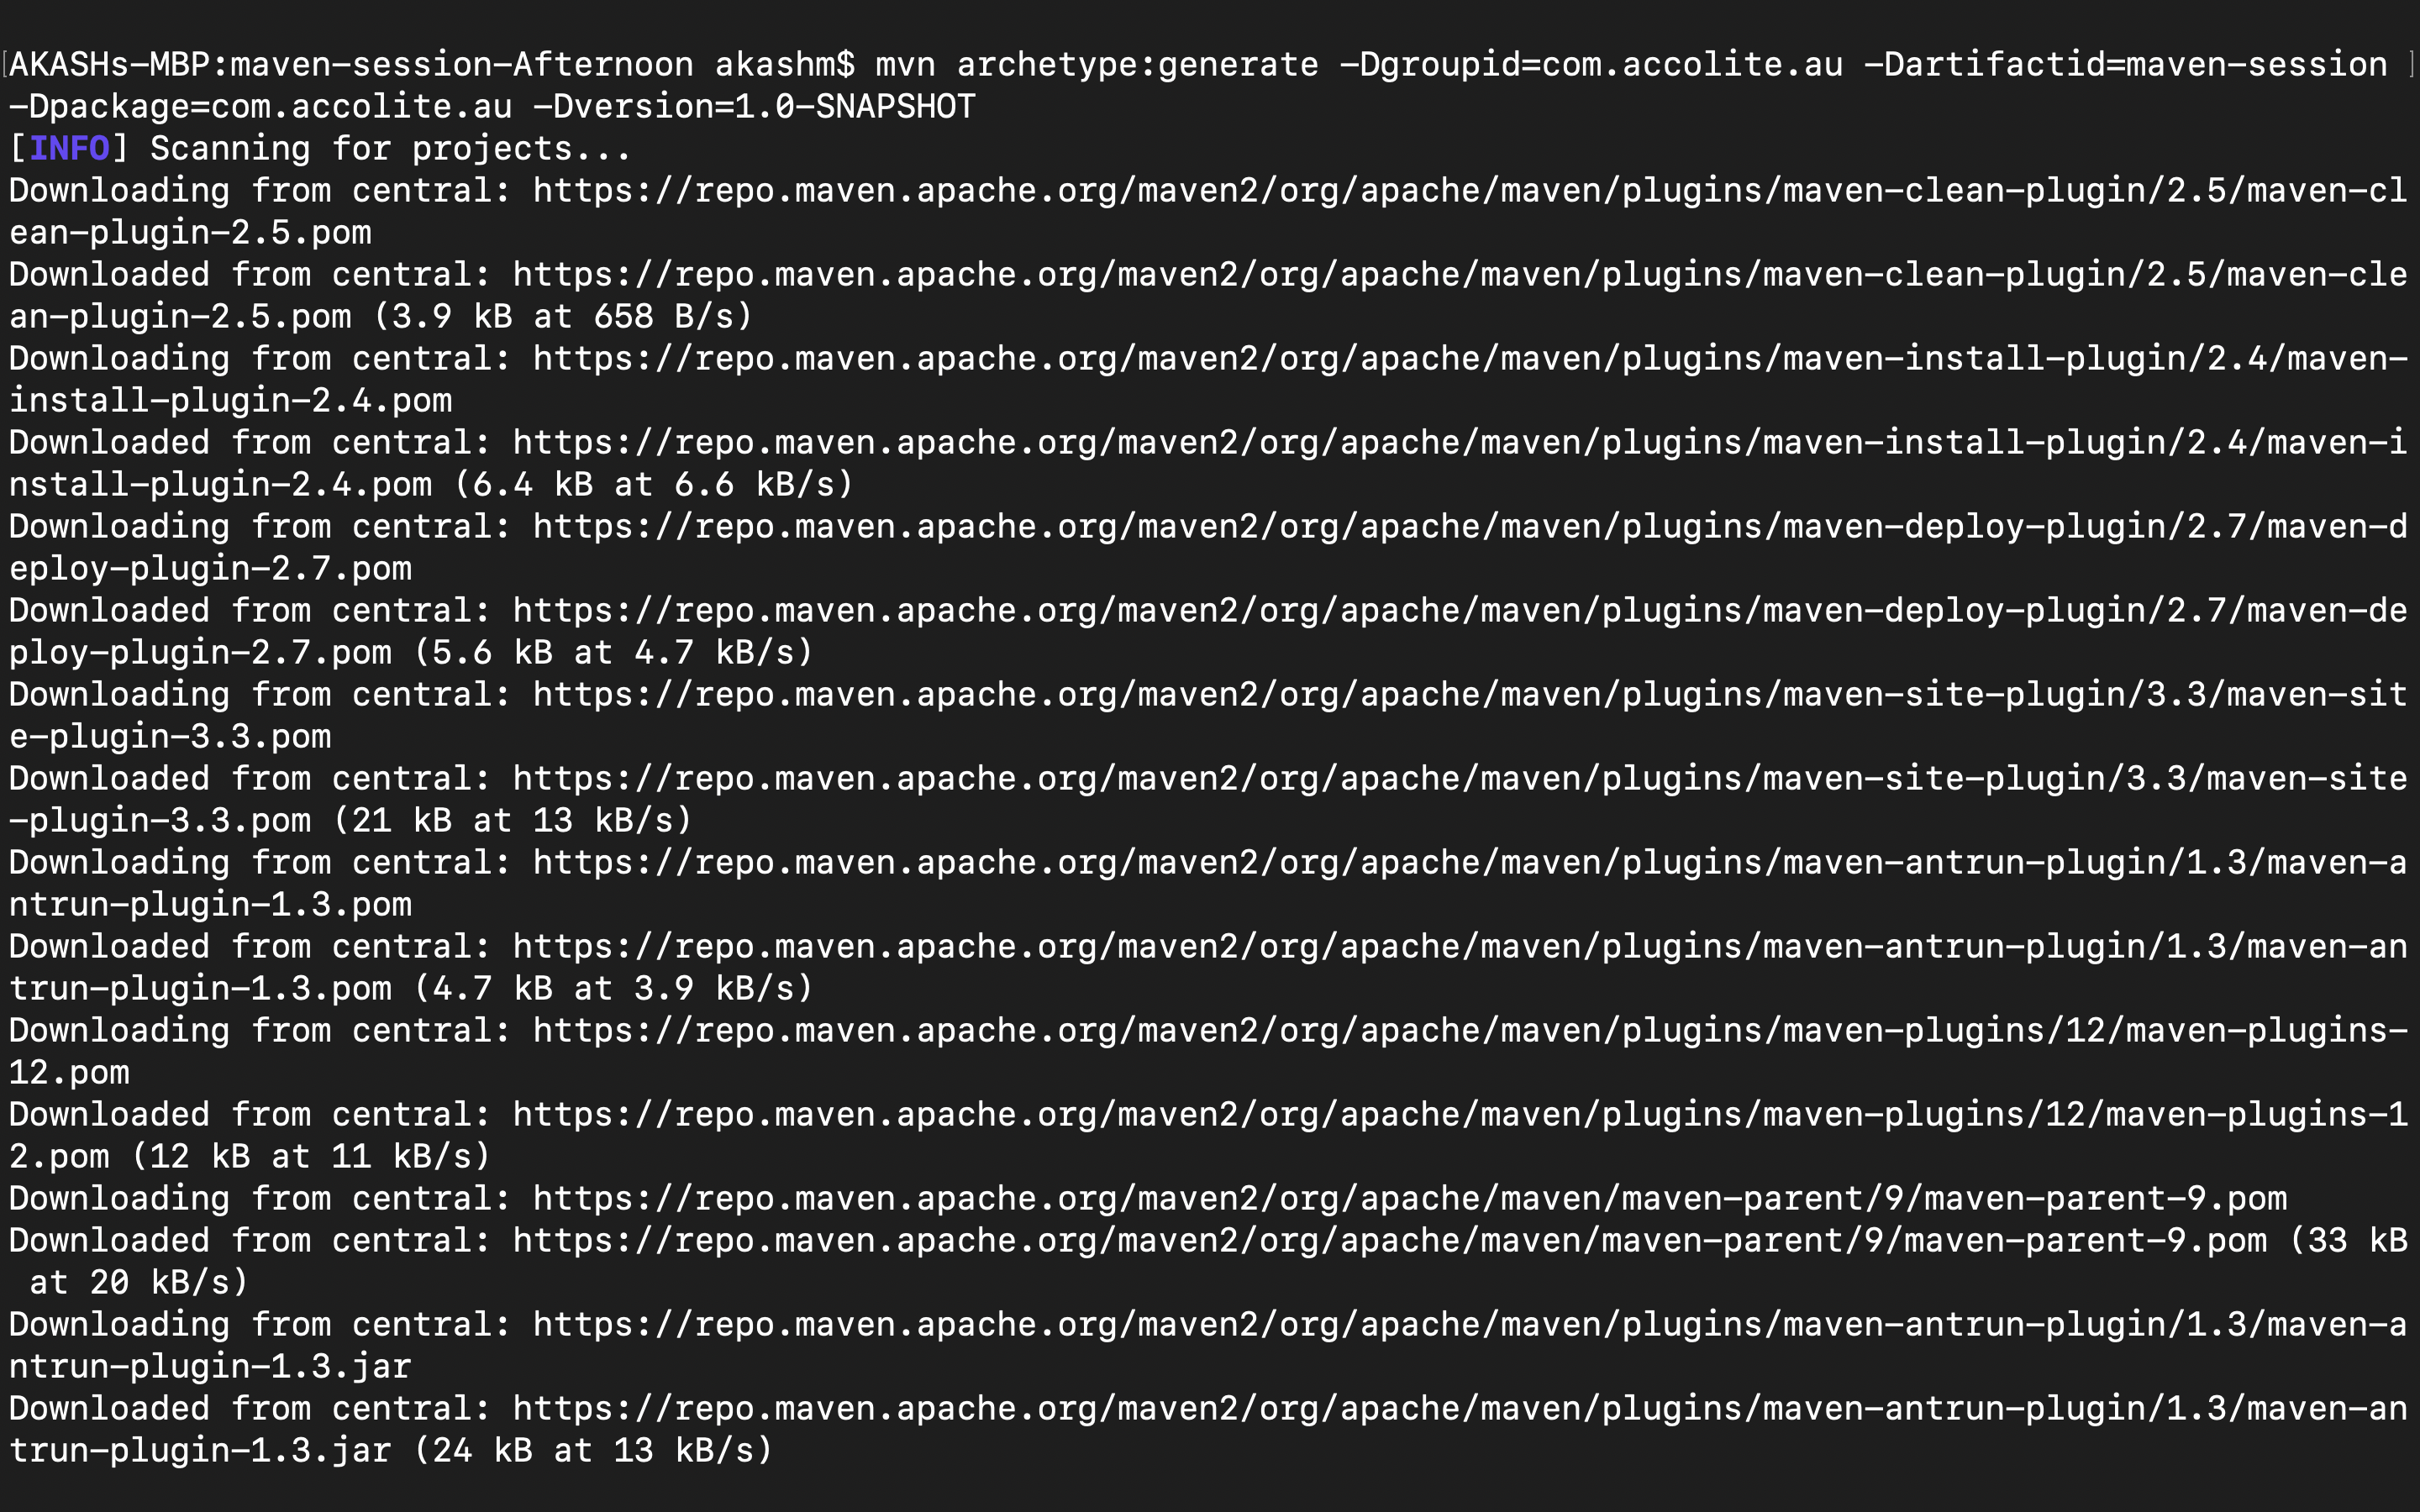 [AKASHs-MBP:maven-session-Afternoon akashm$ mvn archetype:generate -Dgroupid=com.accolite.au -Dartifactid=maven-session ]
-Dpackage=com.accolite.au -Dversion=1.0-SNAPSHOT
[INFO] Scanning for projects...
Downloading from central: https://repo.maven.apache.org/maven2/org/apache/maven/plugins/maven-clean-plugin/2.5/maven-cl
ean-plugin-2.5.pom
Downloaded from central: https://repo.maven.apache.org/maven2/org/apache/maven/plugins/maven-clean-plugin/2.5/maven-cle
an-plugin-2.5.pom (3.9 kB at 658 B/s)
Downloading from central: https://repo.maven.apache.org/maven2/org/apache/maven/plugins/maven-install-plugin/2.4/maven-
install-plugin-2.4.pom
Downloaded from central: https://repo.maven.apache.org/maven2/org/apache/maven/plugins/maven-install-plugin/2.4/maven-i
nstall-plugin-2.4.pom (6.4 kB at 6.6 kB/s)
Downloading from central: https://repo.maven.apache.org/maven2/org/apache/maven/plugins/maven-deploy-plugin/2.7/maven-d
eploy-plugin-2.7.pom
Downloaded from central: https://repo.maven.apache.org/maven2/org/apache/maven/plugins/maven-deploy-plugin/2.7/maven-de
ploy-plugin-2.7.pom (5.6 kB at 4.7 kB/s)
Downloading from central: https://repo.maven.apache.org/maven2/org/apache/maven/plugins/maven-site-plugin/3.3/maven-sit
e-plugin-3.3.pom
Downloaded from central: https://repo.maven.apache.org/maven2/org/apache/maven/plugins/maven-site-plugin/3.3/maven-site
-plugin-3.3.pom (21 kB at 13 kB/s)
Downloading from central: https://repo.maven.apache.org/maven2/org/apache/maven/plugins/maven-antrun-plugin/1.3/maven-a
ntrun-plugin-1.3.pom
Downloaded from central: https://repo.maven.apache.org/maven2/org/apache/maven/plugins/maven-antrun-plugin/1.3/maven-an
trun-plugin-1.3.pom (4.7 kB at 3.9 kB/s)
Downloading from central: https://repo.maven.apache.org/maven2/org/apache/maven/plugins/maven-plugins/12/maven-plugins-
12.pom
Downloaded from central: https://repo.maven.apache.org/maven2/org/apache/maven/plugins/maven-plugins/12/maven-plugins-1
2.pom (12 kB at 11 kB/s)
Downloading from central: https://repo.maven.apache.org/maven2/org/apache/maven/maven-parent/9/maven-parent-9.pom
Downloaded from central: https://repo.maven.apache.org/maven2/org/apache/maven/maven-parent/9/maven-parent-9.pom (33 kB
 at 20 kB/s)
Downloading from central: https://repo.maven.apache.org/maven2/org/apache/maven/plugins/maven-antrun-plugin/1.3/maven-a
ntrun-plugin-1.3.jar
Downloaded from central: https://repo.maven.apache.org/maven2/org/apache/maven/plugins/maven-antrun-plugin/1.3/maven-an
trun-plugin-1.3.jar (24 kB at 13 kB/s)